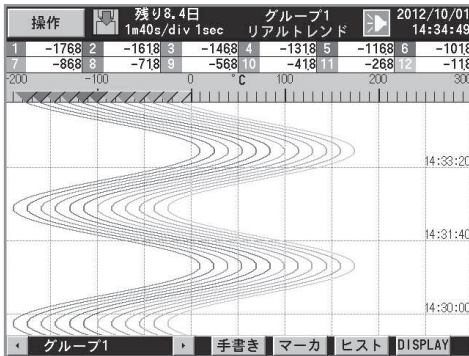 操作 残り8.4日 グループ1 2012/10/01
1m40s/div 1sec リアルトレンド 14:34:49
1 -1768 2 -1618 3 -1468 4 -1318 5 -1168 6 -1018
7 -868 8 -718 9 -568 10 -418 11 -268 12 -118
-200 -100 0 °C 100 200 300
14:33:20
14:31:40
14:30:00
グループ1 手書き マーカ ヒスト DISPLAY